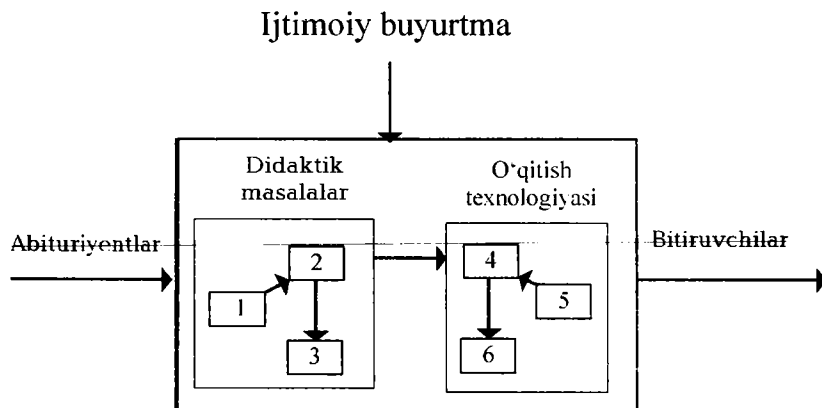 Ijtimoiy buyurtma
Didaktik
masalalar
O‘qitish
texnologiyasi
Abituriyentlar
Bitiruvchilar
2
4
1
5
3
6